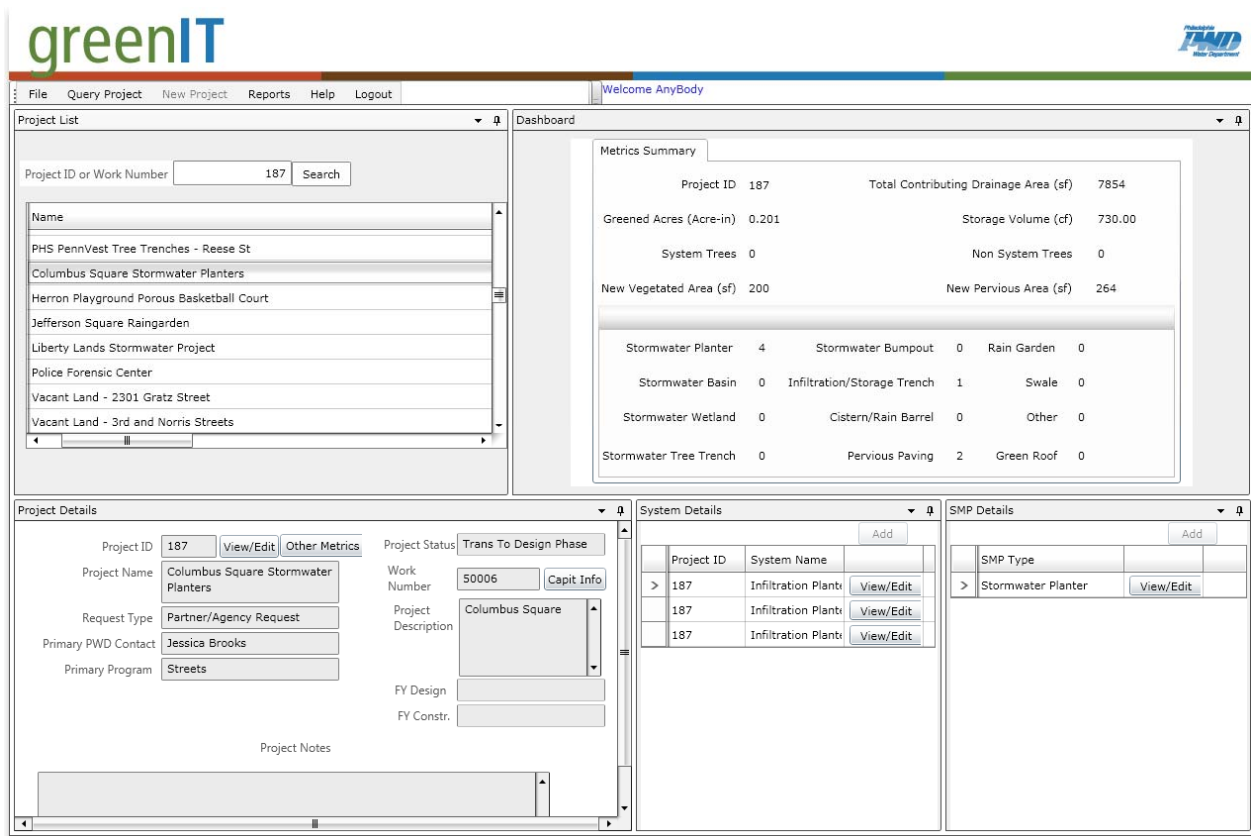 greenIT
Philadelphia
PWD
Water Department
File Query Project New Project Reports Help Logout
Welcome AnyBody
Project List
Project ID or Work Number 187 Search
Name
PHS PennVest Tree Trenches - Reese St
Columbus Square Stormwater Planters
Herron Playground Porous Basketball Court
Jefferson Square Raingarden
Liberty Lands Stormwater Project
Police Forensic Center
Vacant Land - 2301 Gratz Street
Vacant Land - 3rd and Norris Streets
Dashboard
Metrics Summary
Project ID 187 Total Contributing Drainage Area (sf) 7854
Greened Acres (Acre-in) 0.201 Storage Volume (cf) 730.00
System Trees 0 Non System Trees 0
New Vegetated Area (sf) 200 New Pervious Area (sf) 264
Stormwater Planter 4 Stormwater Bumpout 0 Rain Garden 0
Stormwater Basin 0 Infiltration/Storage Trench 1 Swale 0
Stormwater Wetland 0 Cistern/Rain Barrel 0 Other 0
Stormwater Tree Trench 0 Pervious Paving 2 Green Roof 0
Project Details
Project ID 187 View/Edit Other Metrics
Project Name Columbus Square Stormwater
Planters
Request Type Partner/Agency Request
Primary PWD Contact Jessica Brooks
Primary Program Streets
Project Status Trans To Design Phase
Work
Number 50006 Capit Info
Project Columbus Square
Description
FY Design
FY Constr.
Project Notes
System Details
Add
Project ID System Name
> 187 Infiltration Plante View/Edit
187 Infiltration Plante View/Edit
187 Infiltration Plante View/Edit
SMP Details
Add
SMP Type
> Stormwater Planter View/Edit